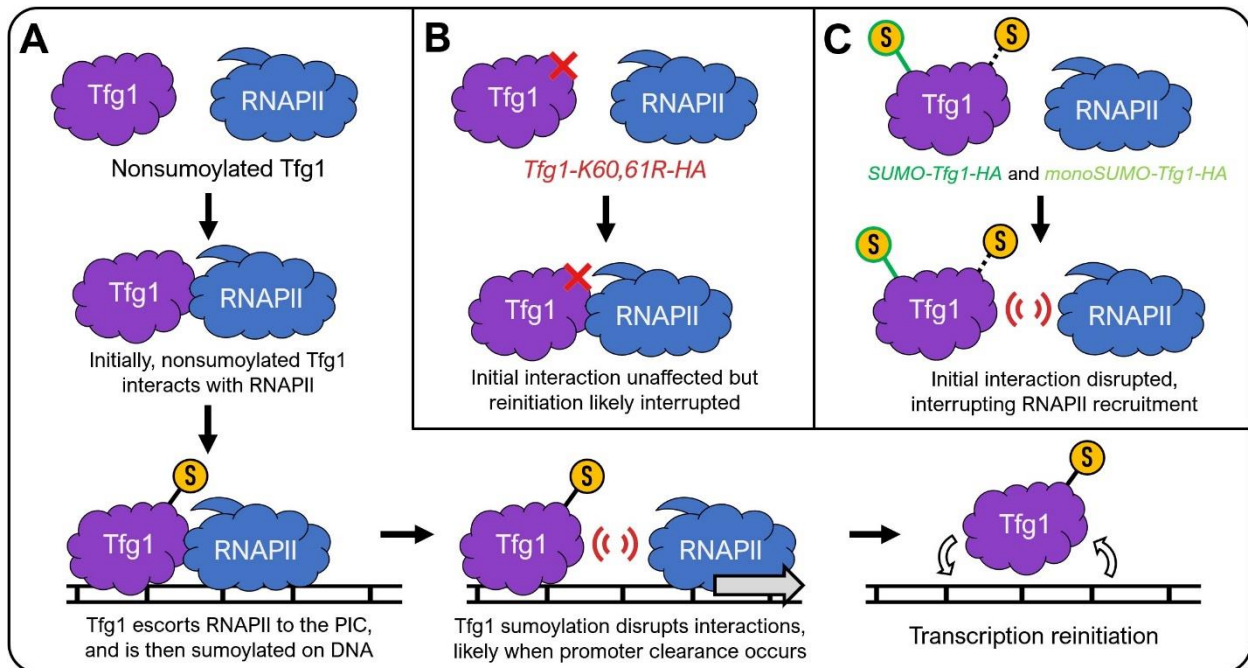 A
Tfg1
RNAPII
Nonsumoylated Tfg1
Tfg1
RNAPII
Initially, nonsumoylated Tfg1
interacts with RNAPII
S
Tfg1
RNAPII
Tfg1 escorts RNAPII to the PIC,
and is then sumoylated on DNA
S
Tfg1
RNAPII
Tfg1 sumoylation disrupts interactions,
likely when promoter clearance occurs
S
Tfg1
Transcription reinitiation
B
Tfg1
RNAPII
Tfg1-K60,61R-HA
Tfg1
RNAPII
Initial interaction unaffected but
reinitiation likely interrupted
C
S
S
Tfg1
RNAPII
SUMO-Tfg1-HA and monoSUMO-Tfg1-HA
S
S
Tfg1
RNAPII
Initial interaction disrupted,
interrupting RNAPII recruitment